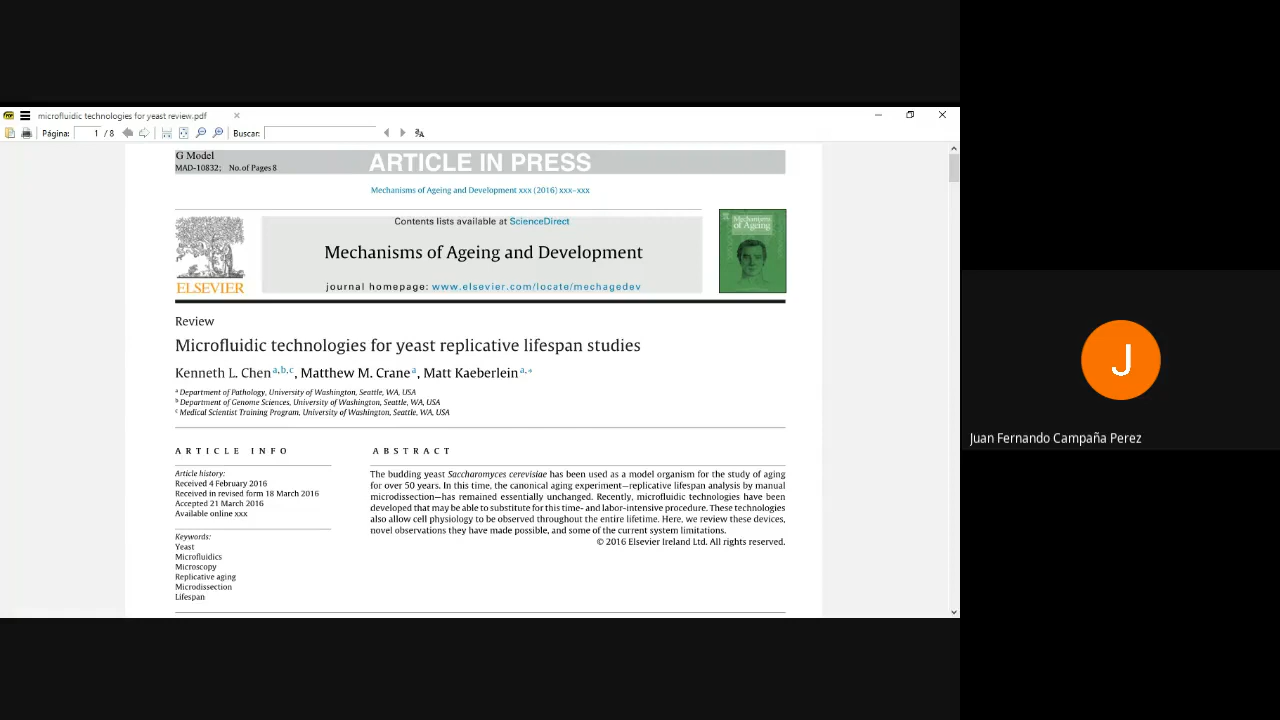 microfluidic technologies for yeast review.pdf
Página: 1 / 8 Buscar:
G Model
MAD-10832; No. of Pages 8
ARTICLE IN PRESS
Mechanisms of Ageing and Development xxx (2016) xxx–xxx
Contents lists available at ScienceDirect
Mechanisms of Ageing and Development
journal homepage: www.elsevier.com/locate/mechagedev
ELSEVIER
Mechanisms
of Ageing
Review
Microfluidic technologies for yeast replicative lifespan studies
Kenneth L. Chen a,b,c, Matthew M. Crane a, Matt Kaeberlein a,*
a Department of Pathology, University of Washington, Seattle, WA, USA
b Department of Genome Sciences, University of Washington, Seattle, WA, USA
c Medical Scientist Training Program, University of Washington, Seattle, WA, USA
ARTICLE INFO
Article history:
Received 4 February 2016
Received in revised form 18 March 2016
Accepted 21 March 2016
Available online xxx
Keywords:
Yeast
Microfluidics
Microscopy
Replicative aging
Microdissection
Lifespan
ABSTRACT
The budding yeast Saccharomyces cerevisiae has been used as a model organism for the study of aging
for over 50 years. In this time, the canonical aging experiment—replicative lifespan analysis by manual
microdissection—has remained essentially unchanged. Recently, microfluidic technologies have been
developed that may be able to substitute for this time- and labor-intensive procedure. These technologies
also allow cell physiology to be observed throughout the entire lifetime. Here, we review these devices,
novel observations they have made possible, and some of the current system limitations.
© 2016 Elsevier Ireland Ltd. All rights reserved.
J
Juan Fernando Campaña Perez